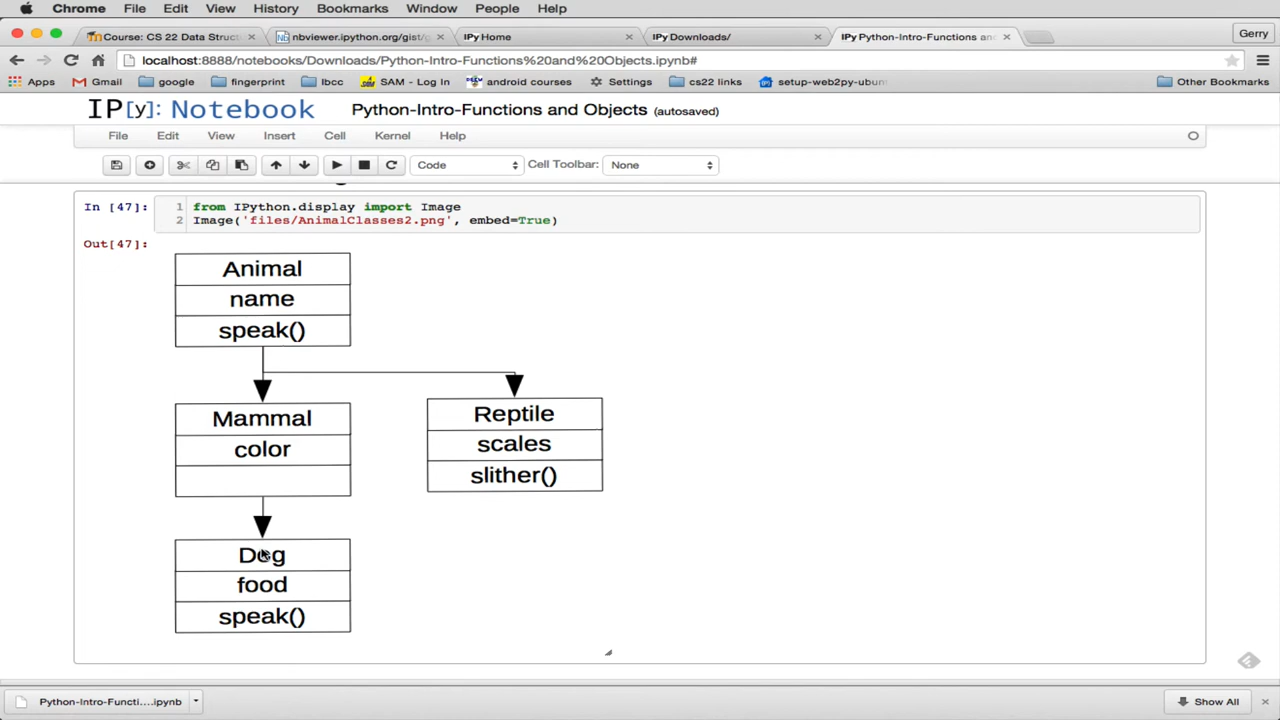 Chrome File Edit View History Bookmarks Window People Help
Course: CS 22 Data Struct
nbviewer.ipython.org/gist/g
IPy Home
IPy Downloads/
IPy Python-Intro-Functions and
Gerry
localhost:8888/notebooks/Downloads/Python-Intro-Functions%20and%20Objects.ipynb#
Apps Gmail google fingerprint lbcc SAM - Log In android courses Settings cs22 links setup-web2py-ubun Other Bookmarks
IP[y]: Notebook Python-Intro-Functions and Objects (autosaved)
File Edit View Insert Cell Kernel Help
Code Cell Toolbar: None
In [47]: 1 from IPython.display import Image
2 Image('files/AnimalClasses2.png', embed=True)
Out[47]:
Animal
name
speak()
Mammal
color
Reptile
scales
slither()
Dog
food
speak()
Python-Intro-Functi....ipynb
Show All